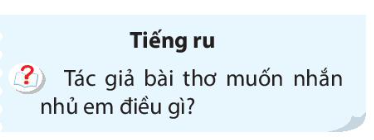 Tiếng ru
? Tác giả bài thơ muốn nhắn
nhủ em điều gì?